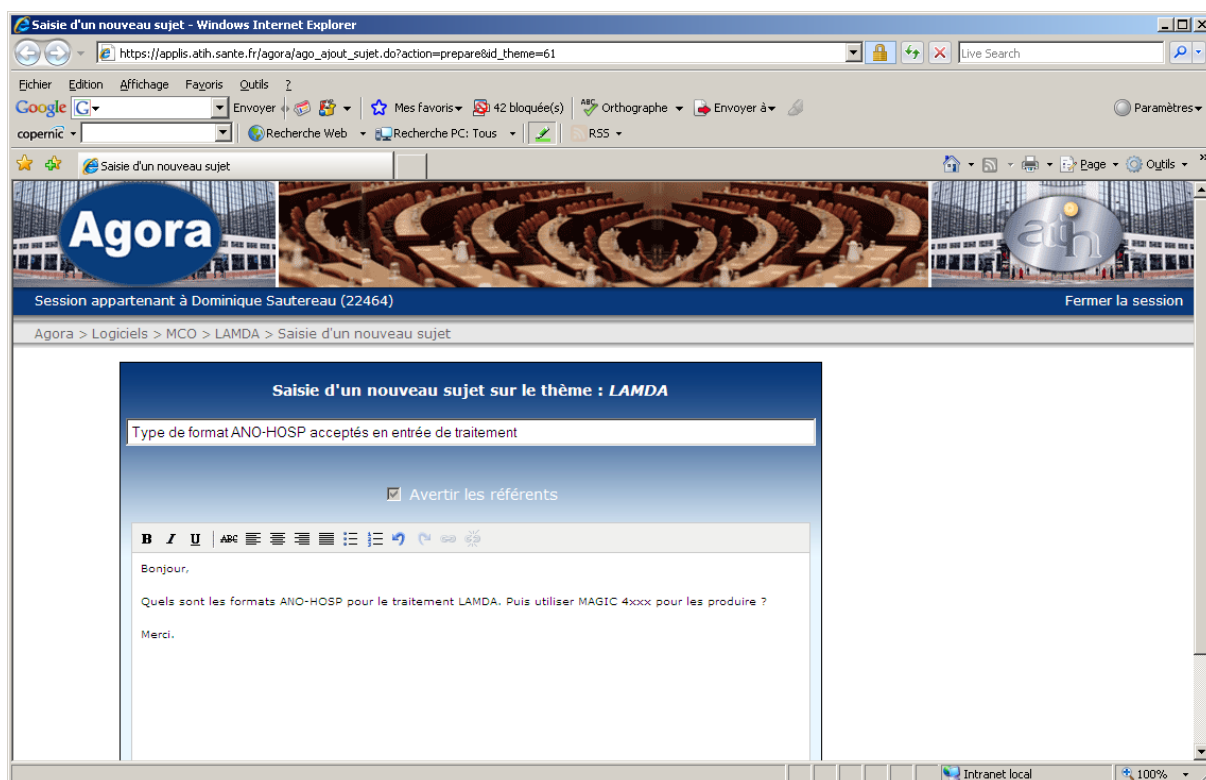 Saisie d'un nouveau sujet - Windows Internet Explorer
https://applis.atih.sante.fr/agora/ago_ajout_sujet.do?action=prepare&id_theme=61
Live Search
Fichier Edition Affichage Favoris Outils ?
Google G Envoyer Mes favoris 42 bloquée(s) ABC Orthographe Envoyer à Paramètres
copernic Recherche Web Recherche PC: Tous RSS
Saisie d'un nouveau sujet Page Outils »
Agora atih
Session appartenant à Dominique Sautereau (22464) Fermer la session
Agora > Logiciels > MCO > LAMDA > Saisie d'un nouveau sujet
Saisie d'un nouveau sujet sur le thème : LAMDA
Type de format ANO-HOSP acceptés en entrée de traitement
Avertir les référents
B I U ABC
Bonjour,
Quels sont les formats ANO-HOSP pour le traitement LAMDA. Puis utiliser MAGIC 4xxx pour les produire ?
Merci.
Intranet local 100%